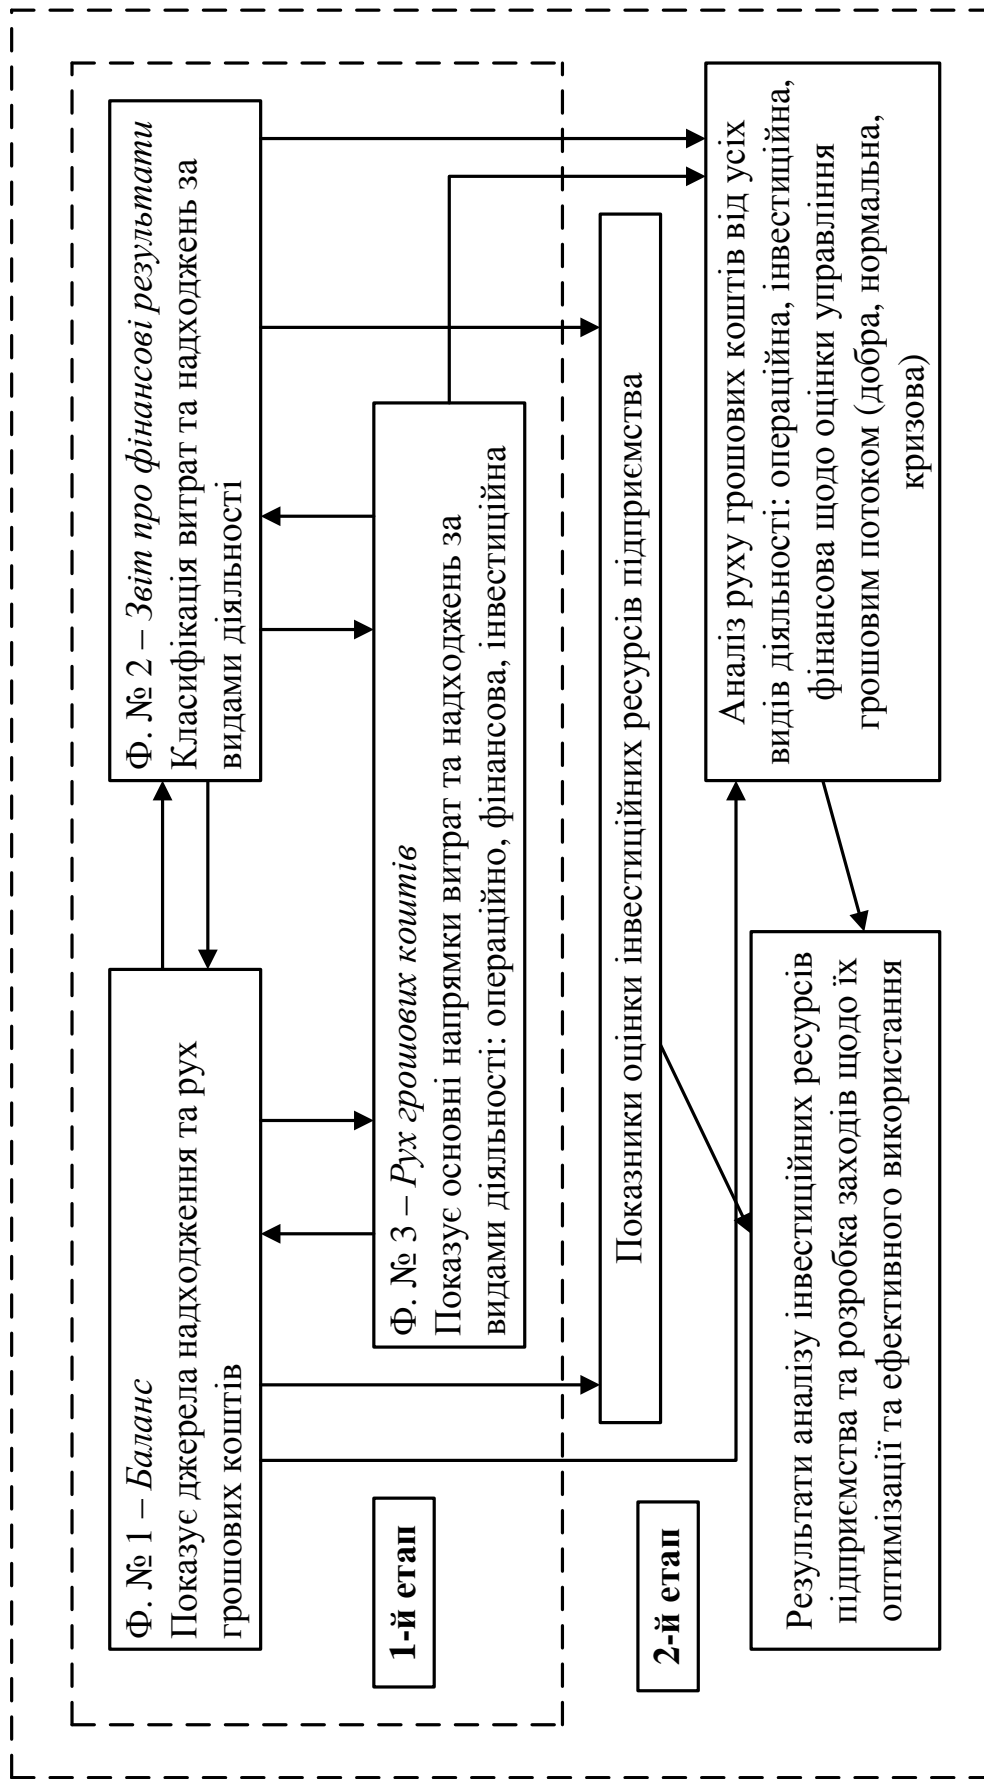 Ф. № 1 – Баланс
Показує джерела надходження та рух
грошових коштів
Ф. № 2 – Звіт про фінансові результати
Класифікація витрат та надходжень за
видами діяльності
Ф. № 3 – Рух грошових коштів
Показує основні напрямки витрат та надходжень за
видами діяльності: операційно, фінансова, інвестиційна
1-й етап
Показники оцінки інвестиційних ресурсів підприємства
2-й етап
Результати аналізу інвестиційних ресурсів
підприємства та розробка заходів щодо їх
оптимізації та ефективного використання
Аналіз руху грошових коштів від усіх
видів діяльності: операційна, інвестиційна,
фінансова щодо оцінки управління
грошовим потоком (добра, нормальна,
кризова)